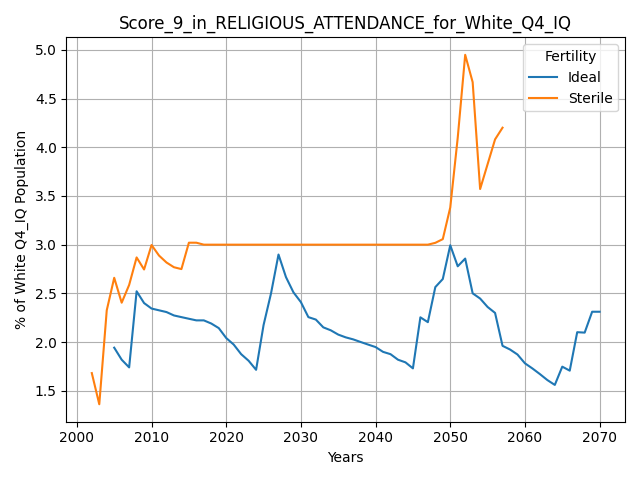 Score_9_in_RELIGIOUS_ATTENDANCE_for_White_Q4_IQ
% of White Q4_IQ Population
5.0
4.5
4.0
3.5
3.0
2.5
2.0
1.5
Fertility
Ideal
Sterile
2000 2010 2020 2030 2040 2050 2060 2070
Years